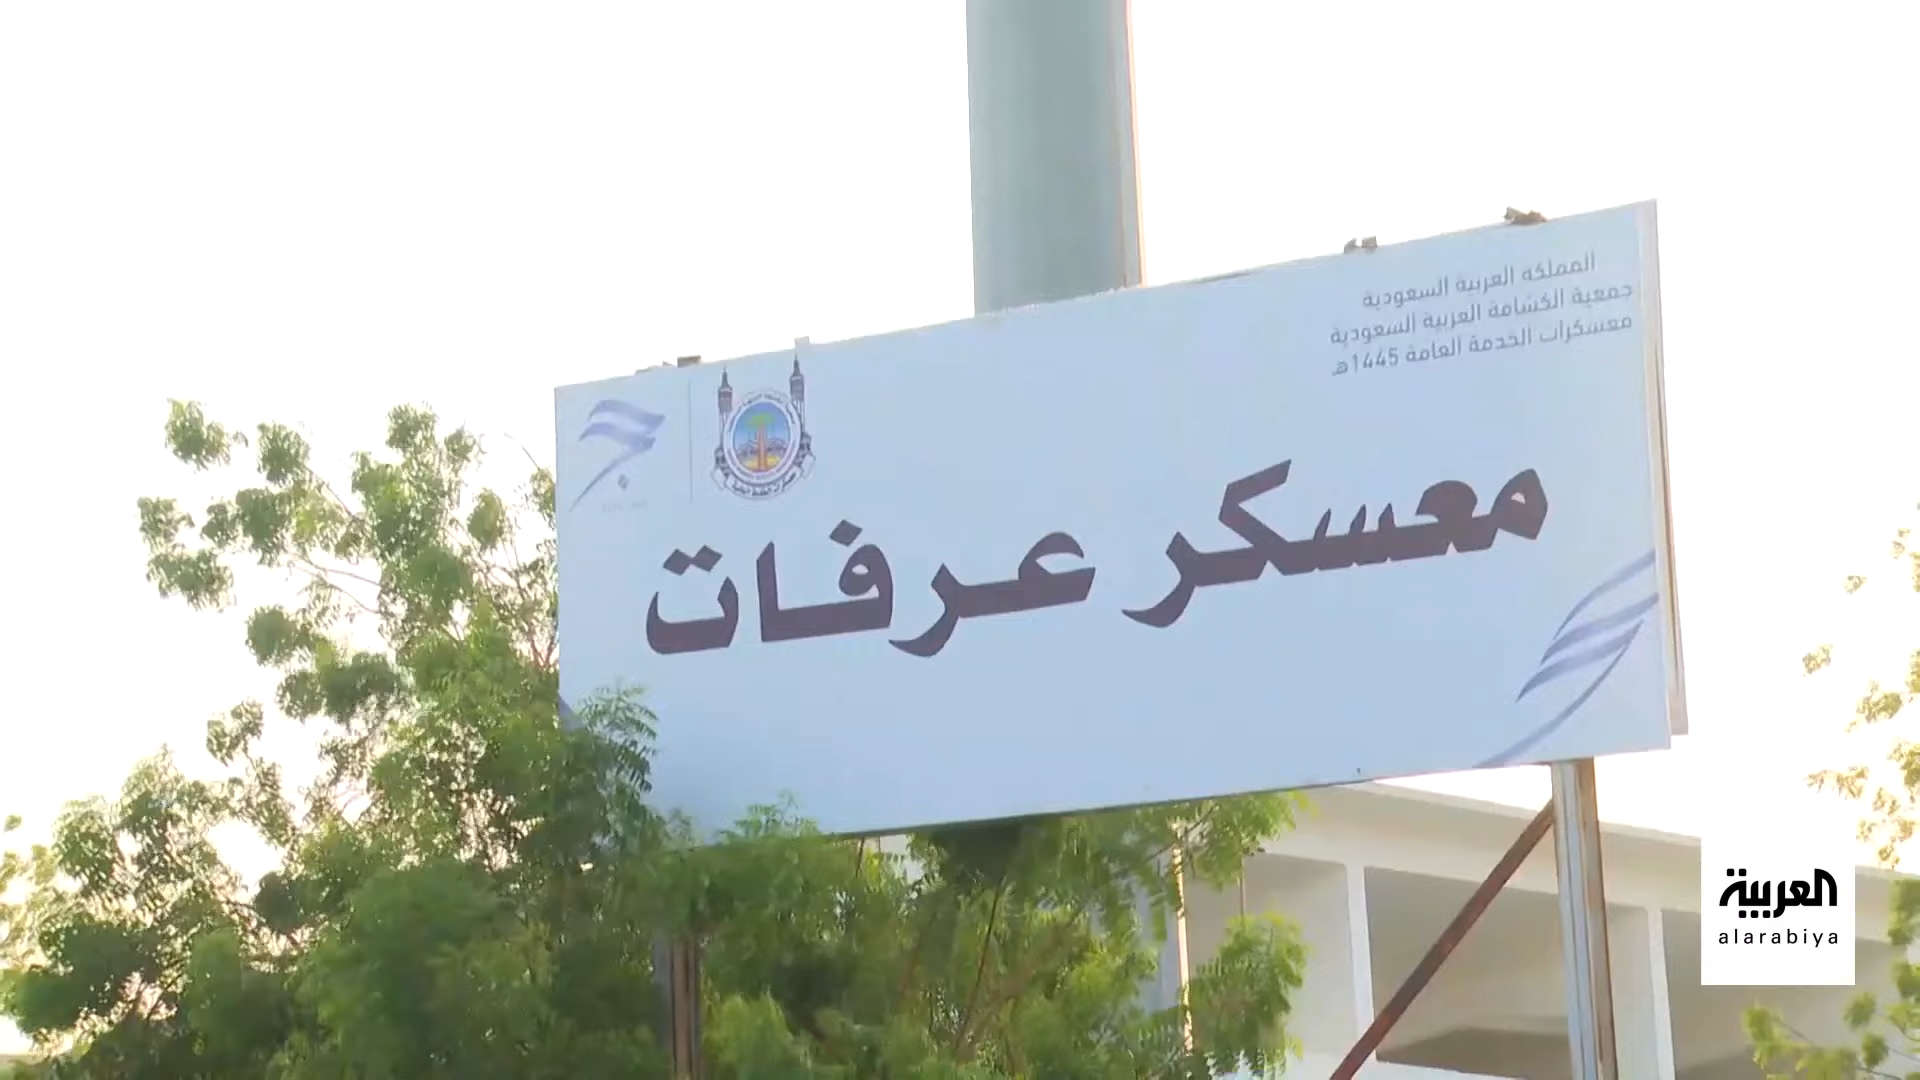 المملكة العربية السعودية
جمعية الكشافة العربية السعودية
معسكرات الخدمة العامة 1445هـ
معسكر عرفات
العربية
alarabiya